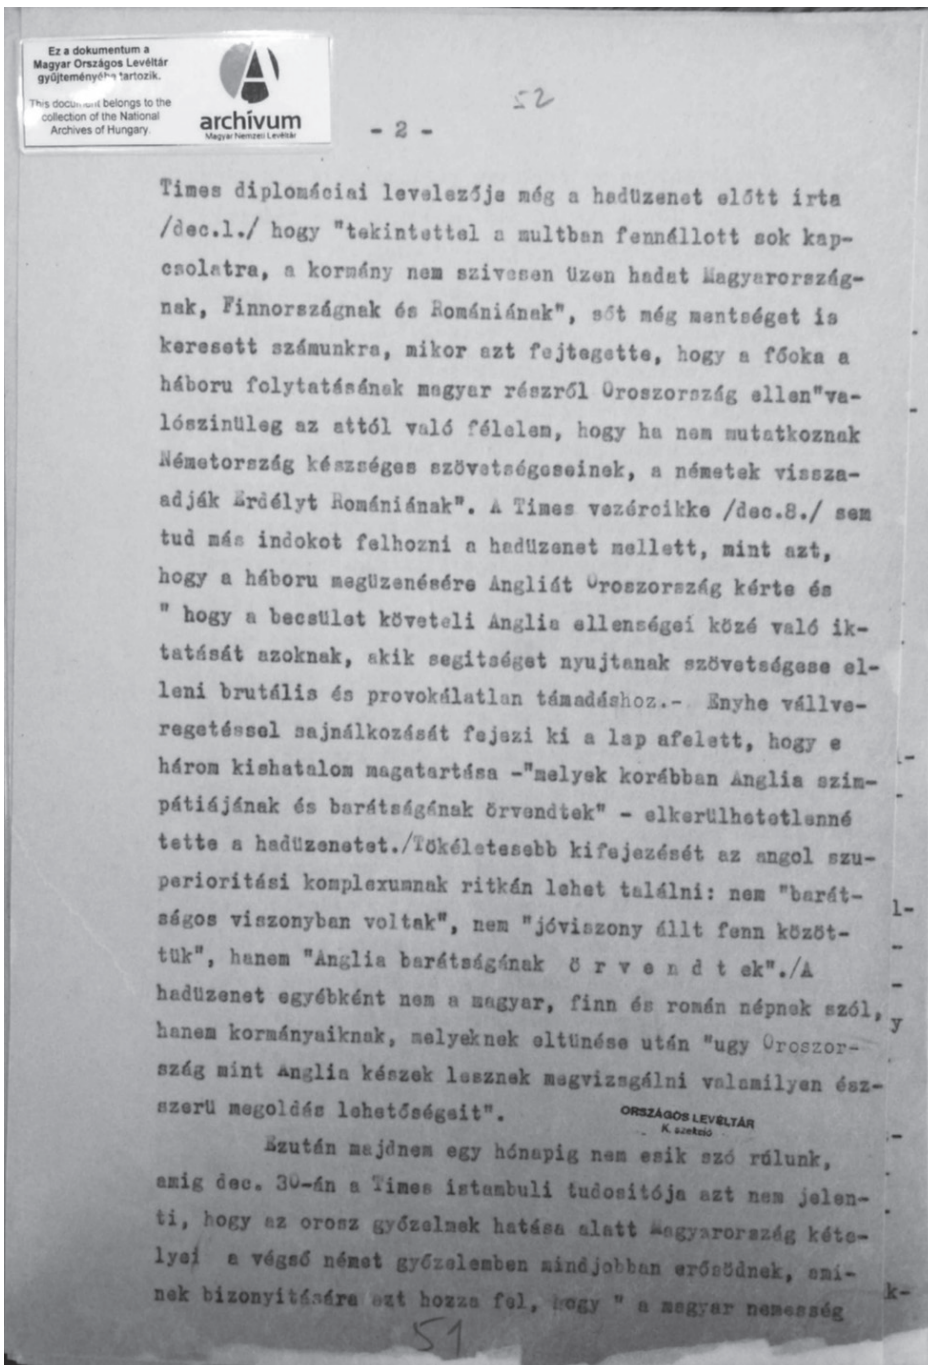 Ez a dokumentum a
Magyar Országos Levéltár
gyűjteményébe tartozik.
This document belongs to the
collection of the National
Archives of Hungary.
archívum
Magyar Nemzeti Levéltár
52
- 2 -
Times diplomáciai levelezője még a hadüzenet előtt írta
/dec.1./ hogy "tekintettel a multban fennállott sok kap-
csolatra, a kormány nem szivesen üzen hadat Magyarország-
nak, Finnországnak és Romániának", sőt még mentséget is
keresett számunkra, mikor azt fejtegette, hogy a főoka a
háboru folytatásának magyar részről Oroszország ellen"va-
lószinüleg az attól való félelem, hogy ha nem mutatkoznak
Németország készséges szövetségeseinek, a németek vissza-
adják Erdélyt Romániának". A Times vezércikke /dec.8./ sem
tud más indokot felhozni a hadüzenet mellett, mint azt,
hogy a háboru megüzenésére Angliát Oroszország kérte és
" hogy a becsület követeli Anglia ellenségei közé való ik-
tatását azoknak, akik segitséget nyujtanak szövetségese el-
leni brutális és provokálatlan támadáshoz.- Enyhe vállve-
regetéssel sajnálkozását fejezi ki a lap afelett, hogy e
három kishatalom magatartása -"melyek korábban Anglia szim-
pátiájának és barátságának örvendtek" - elkerülhetetlenné
tette a hadüzenetet./Tökéletesebb kifejezését az angol szu-
perioritási komplexumnak ritkán lehet találni: nem "barát-
ságos viszonyban voltak", nem "jóviszony állt fenn közöt-
tük", hanem "Anglia barátságának ö r v e n d t ek"./A
hadüzenet egyébként nem a magyar, finn és román népnek szól,
hanem kormányaiknak, melyeknek eltünése után "ugy Oroszor-
szág mint Anglia készek lesznek megvizsgálni valamilyen ész-
szerü megoldás lehetőségeit".
ORSZÁGOS LEVÉLTÁR
K. szekció
Ezután majdnem egy hónapig nem esik szó rólunk,
amig dec. 30-án a Times istambuli tudositója azt nem jelen-
ti, hogy az orosz győzelmek hatása alatt Magyarország kéte-
lyei a végső német győzelemben mindjobban erősödnek, ami-
nek bizonyitására ezt hozza fel, hogy " a magyar nemesség
51
l-
y
k-